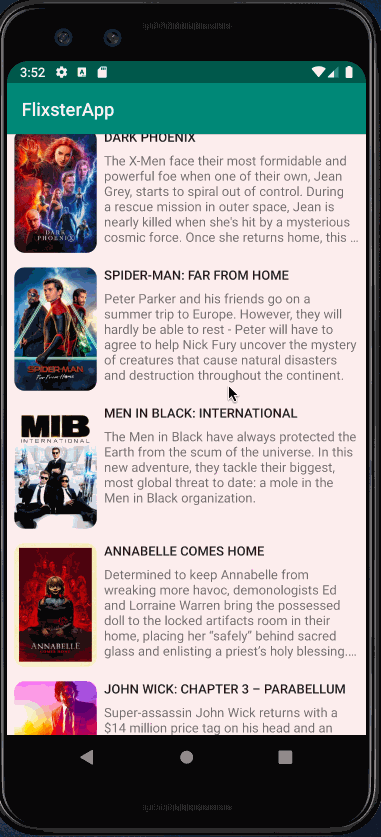 3:52
FlixsterApp
DARK PHOENIX
The X-Men face their most formidable and
powerful foe when one of their own, Jean
Grey, starts to spiral out of control. During
a rescue mission in outer space, Jean is
nearly killed when she's hit by a mysterious
cosmic force. Once she returns home, this ...
DARK PHOENIX
SPIDER-MAN: FAR FROM HOME
Peter Parker and his friends go on a
summer trip to Europe. However, they will
hardly be able to rest - Peter will have to
agree to help Nick Fury uncover the mystery
of creatures that cause natural disasters
and destruction throughout the continent.
SPIDER-MAN
Far From Home
MEN IN BLACK: INTERNATIONAL
The Men in Black have always protected the
Earth from the scum of the universe. In this
new adventure, they tackle their biggest,
most global threat to date: a mole in the
Men in Black organization.
MIB
INTERNATIONAL
ANNABELLE COMES HOME
Determined to keep Annabelle from
wreaking more havoc, demonologists Ed
and Lorraine Warren bring the possessed
doll to the locked artifacts room in their
home, placing her “safely” behind sacred
glass and enlisting a priest’s holy blessing....
ANNABELLE
JOHN WICK: CHAPTER 3 – PARABELLUM
Super-assassin John Wick returns with a
$14 million price tag on his head and an